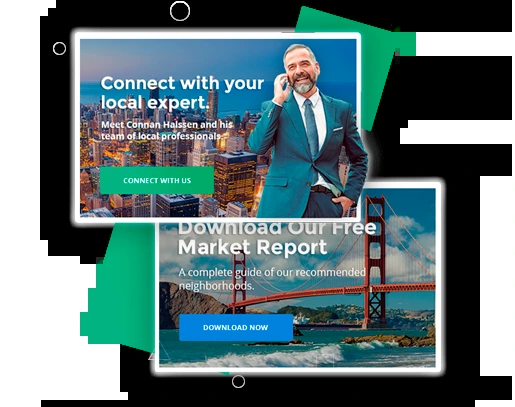 Connect with your
local expert.
Meet Connan Halssen and his
team of local professionals.
CONNECT WITH US
Download Our Free
Market Report
A complete guide of our recommended
neighborhoods.
DOWNLOAD NOW